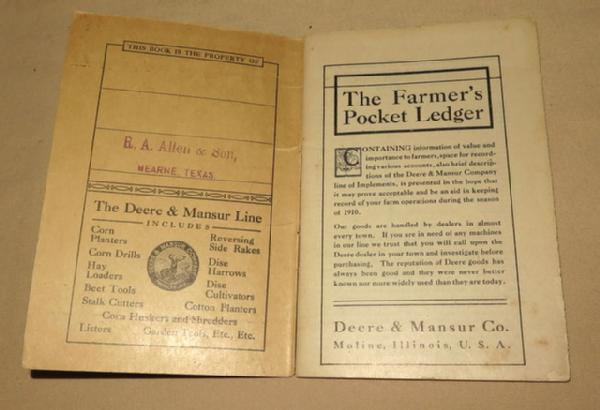 THIS BOOK IS THE PROPERTY OF
R. A. Allen & Son,
HEARNE, TEXAS.
The Deere & Mansur Line
INCLUDES
Corn
Planters
Corn Drills
Hay
Loaders
Beet Tools
Stalk Cutters
Reversing
Side Rakes
Disc
Harrows
Disc
Cultivators
Cotton Planters
Corn Huskers and Shredders
Listers
Garden Tools, Etc., Etc.
The Farmer's
Pocket Ledger
CONTAINING information of value and
importance to farmers, space for record-
ing various accounts, also brief descrip-
tions of the Deere & Mansur Company
line of Implements, is presented in the hope that
it may prove acceptable and be an aid in keeping
record of your farm operations during the season
of 1910.
Our goods are handled by dealers in almost
every town. If you are in need of any machines
in our line we trust that you will call upon the
Deere dealer in your town and investigate before
purchasing. The reputation of Deere goods has
always been good and they were never better
known nor more widely used than they are today.
Deere & Mansur Co.
Moline, Illinois, U. S. A.